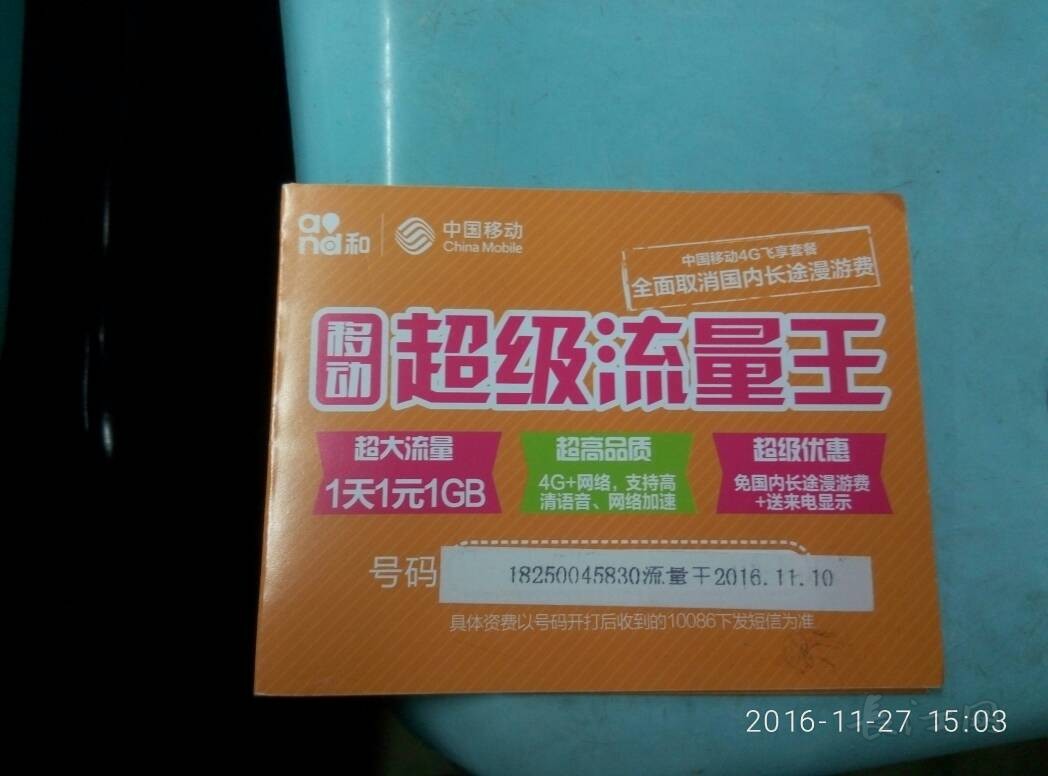 and和 中国移动
China Mobile
中国移动4G飞享套餐
全面取消国内长途漫游费
移动 超级流量王
超大流量
1天1元1GB
超高品质
4G+网络，支持高
清语音、网络加速
超级优惠
免国内长途漫游费
+送来电显示
号码 18250045830流量王2016.11.10
具体资费以号码开打后收到的10086下发短信为准
2016-11-27 15:03